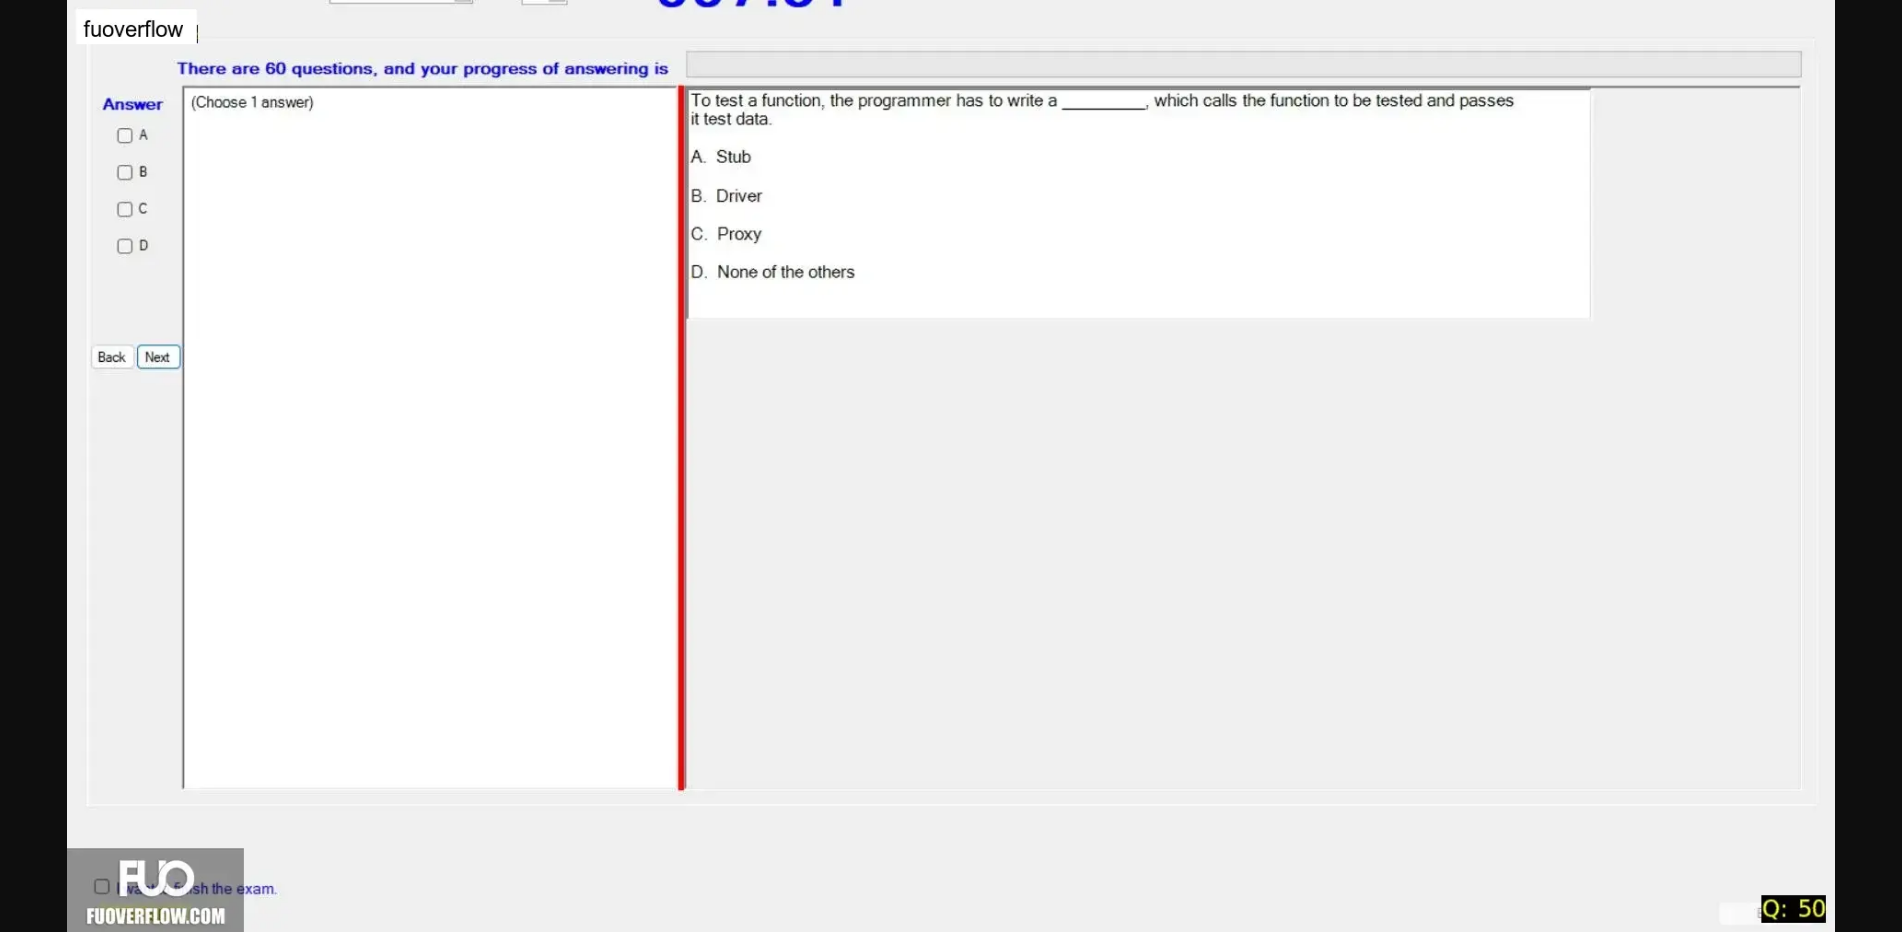 fuoverflow
There are 60 questions, and your progress of answering is
Answer
(Choose 1 answer)
A
B
C
D
Back Next
To test a function, the programmer has to write a _________, which calls the function to be tested and passes
it test data.
A. Stub
B. Driver
C. Proxy
D. None of the others
FUO
sh the exam.
FUOVERFLOW.COM
Q: 50